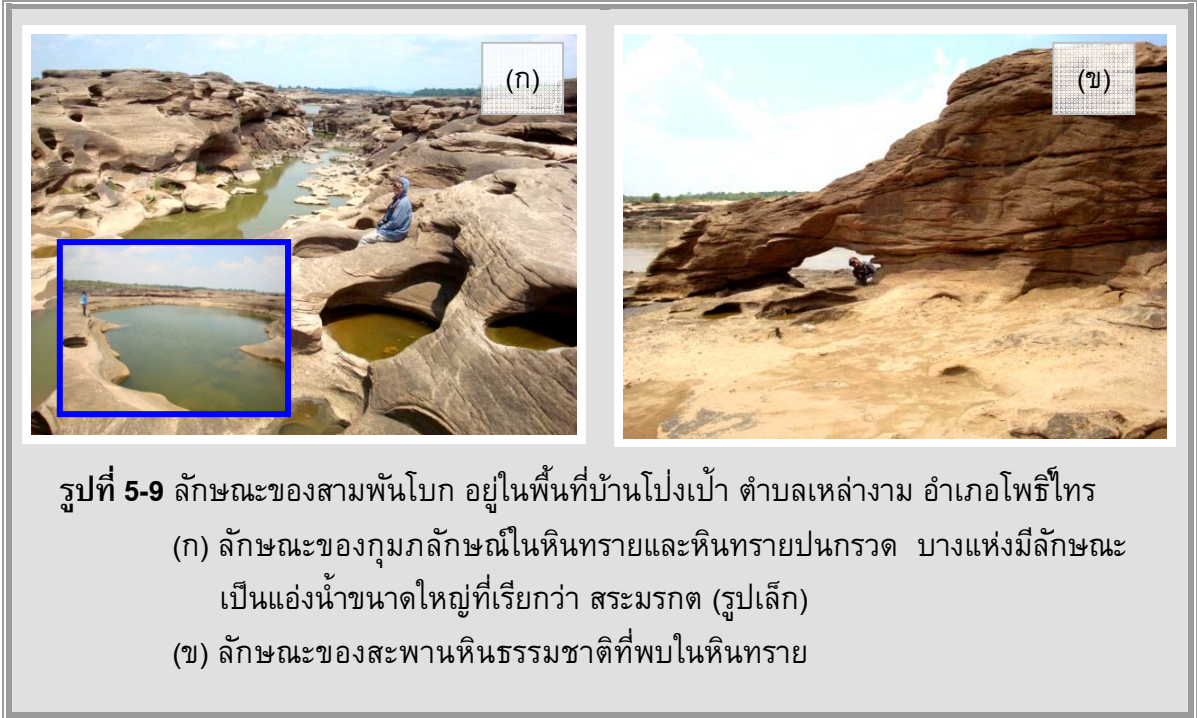 (ก)
(ข)
รูปที่ 5-9 ลักษณะของสามพันโบก อยู่ในพื้นที่บ้านโป่งเป้า ตำบลเหล่างาม อำเภอโพธิ์ไทร
(ก) ลักษณะของกุมภลักษณ์ในหินทรายและหินทรายปนกรวด บางแห่งมีลักษณะ
เป็นแอ่งน้ำขนาดใหญ่ที่เรียกว่า สระมรกต (รูปเล็ก)
(ข) ลักษณะของสะพานหินธรรมชาติที่พบในหินทราย